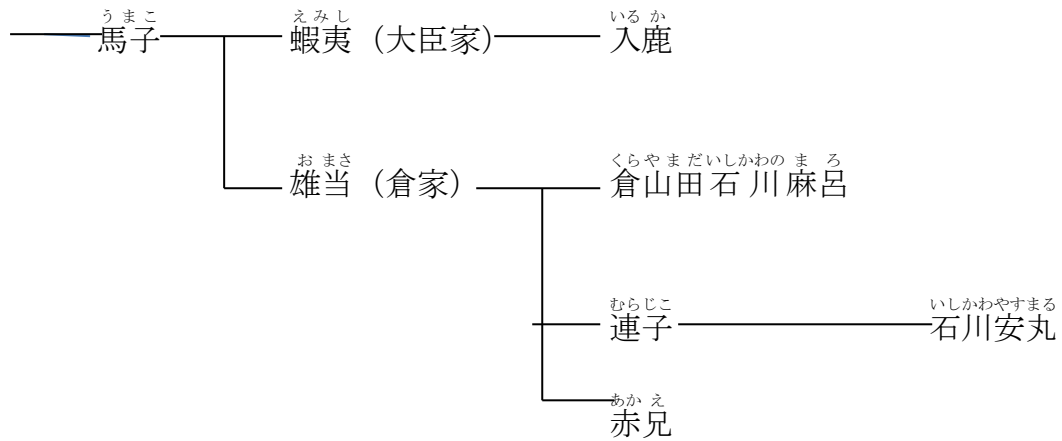 うまこ えみし いるか
馬子 蝦夷（大臣家） 入鹿
おまさ くらやまだいしかわのまろ
雄当（倉家） 倉山田石川麻呂
むらじこ いしかわやすまる
連子 石川安丸
あかえ
赤兄